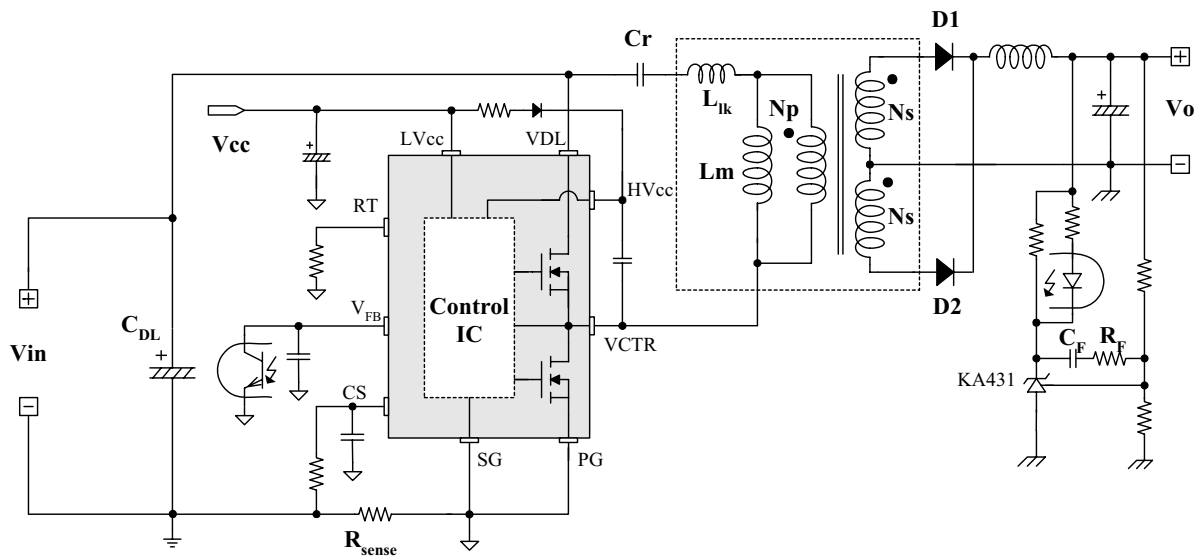 D1
Cr
+
Llk
Np
Ns
Vo
+
Vcc
LVcc
VDL
Lm
HVcc
-
RT
Ns
+
Control
IC
D2
VFB
CDL
VCTR
Vin
+
CF
RF
KA431
CS
-
SG
PG
Rsense